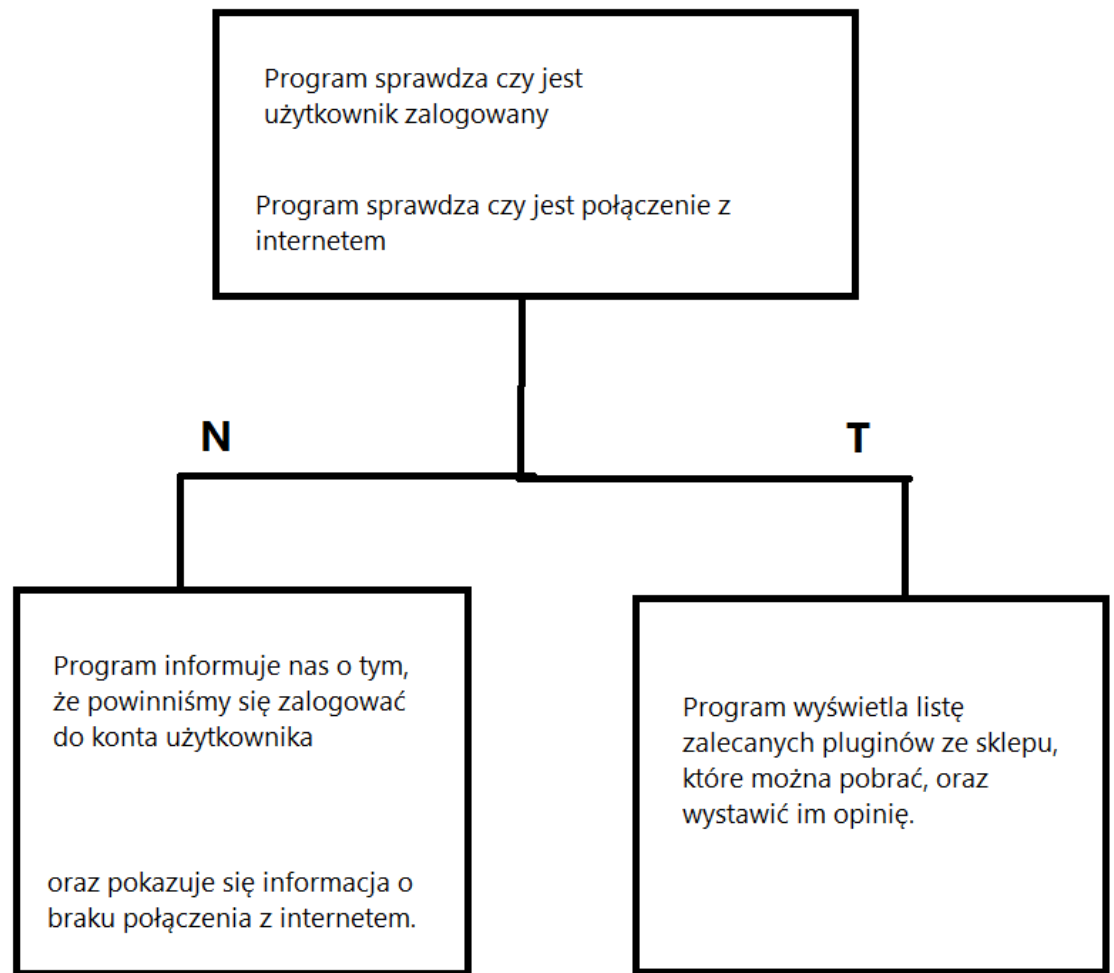 Program sprawdza czy jest
użytkownik zalogowany
Program sprawdza czy jest połączenie z
internetem
N
T
Program informuje nas o tym,
że powinniśmy się zalogować
do konta użytkownika
oraz pokazuje się informacja o
braku połączenia z internetem.
Program wyświetla listę
zalecanych pluginów ze sklepu,
które można pobrać, oraz
wystawić im opinię.